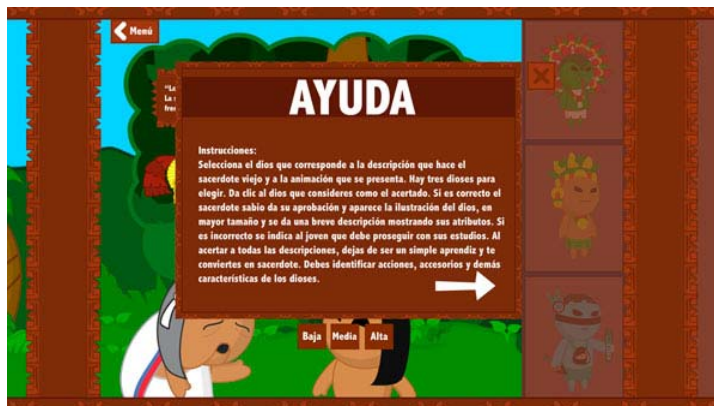 Menú
"La
La s
fren
AYUDA
Instrucciones:
Selecciona el dios que corresponde a la descripción que hace el
sacerdote viejo y a la animación que se presenta. Hay tres dioses para
elegir. Da clic al dios que consideres como el acertado. Si es correcto el
sacerdote sabio da su aprobación y aparece la ilustración del dios, en
mayor tamaño y se da una breve descripción mostrando sus atributos. Si
es incorrecto se indica al joven que debe proseguir con sus estudios. Al
acertar a todas las descripciones, dejas de ser un simple aprendiz y te
conviertes en sacerdote. Debes identificar acciones, accesorios y demás
características de los dioses.
Baja Media Alta